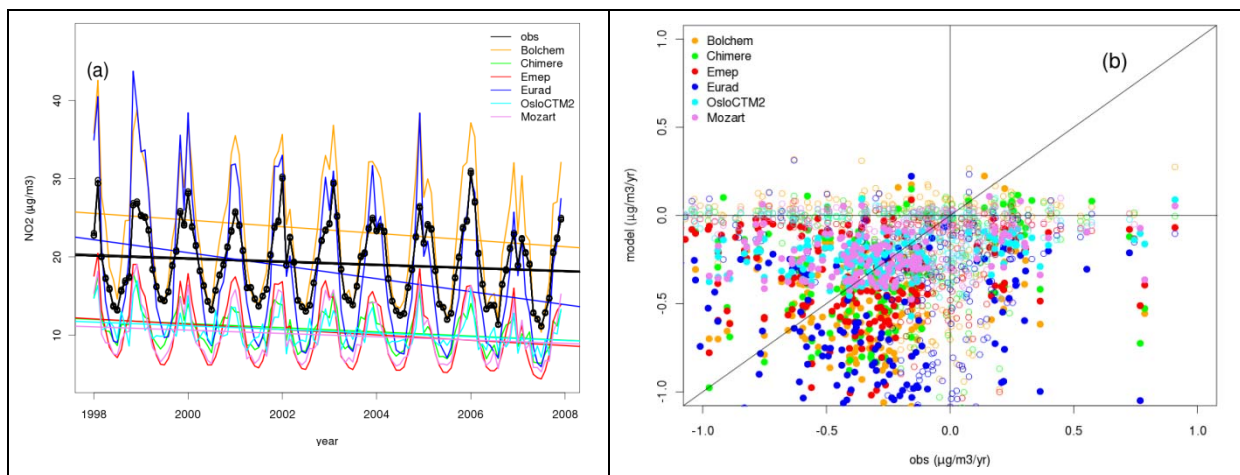 (a)
obs
Bolchem
Chimere
Emep
Eurad
OsloCTM2
Mozart
NO2 (µg/m3)
40
30
20
10
1998
2000
2002
2004
2006
2008
year
(b)
Bolchem
Chimere
Emep
Eurad
OsloCTM2
Mozart
model (µg/m3/yr)
1.0
0.5
0.0
-0.5
-1.0
-1.0
-0.5
0.0
0.5
1.0
obs (µg/m3/yr)